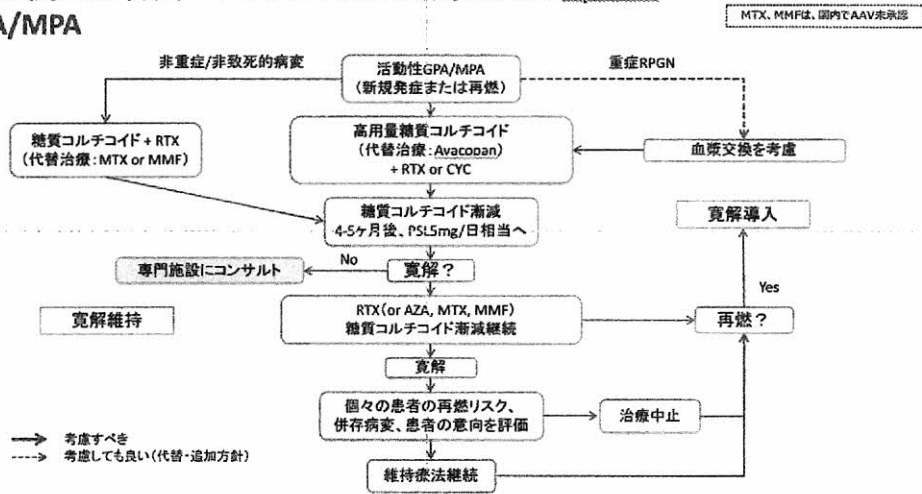 A/MPA
MTX、MMFは、国内でAAV未承認
非重症/非致死的病変
活動性GPA/MPA
(新規発症または再燃)
重症RPGN
糖質コルチコイド + RTX
(代替治療:MTX or MMF)
高用量糖質コルチコイド
(代替治療:Avacopan)
+ RTX or CYC
血漿交換を考慮
糖質コルチコイド漸減
4-5ヶ月後、PSL5mg/日相当へ
寛解導入
専門施設にコンサルト
No
寛解?
Yes
寛解維持
RTX(or AZA, MTX, MMF)
糖質コルチコイド漸減継続
再燃?
寛解
個々の患者の再燃リスク、
併存病変、患者の意向を評価
治療中止
考慮すべき
考慮しても良い(代替・追加方針)
維持療法継続